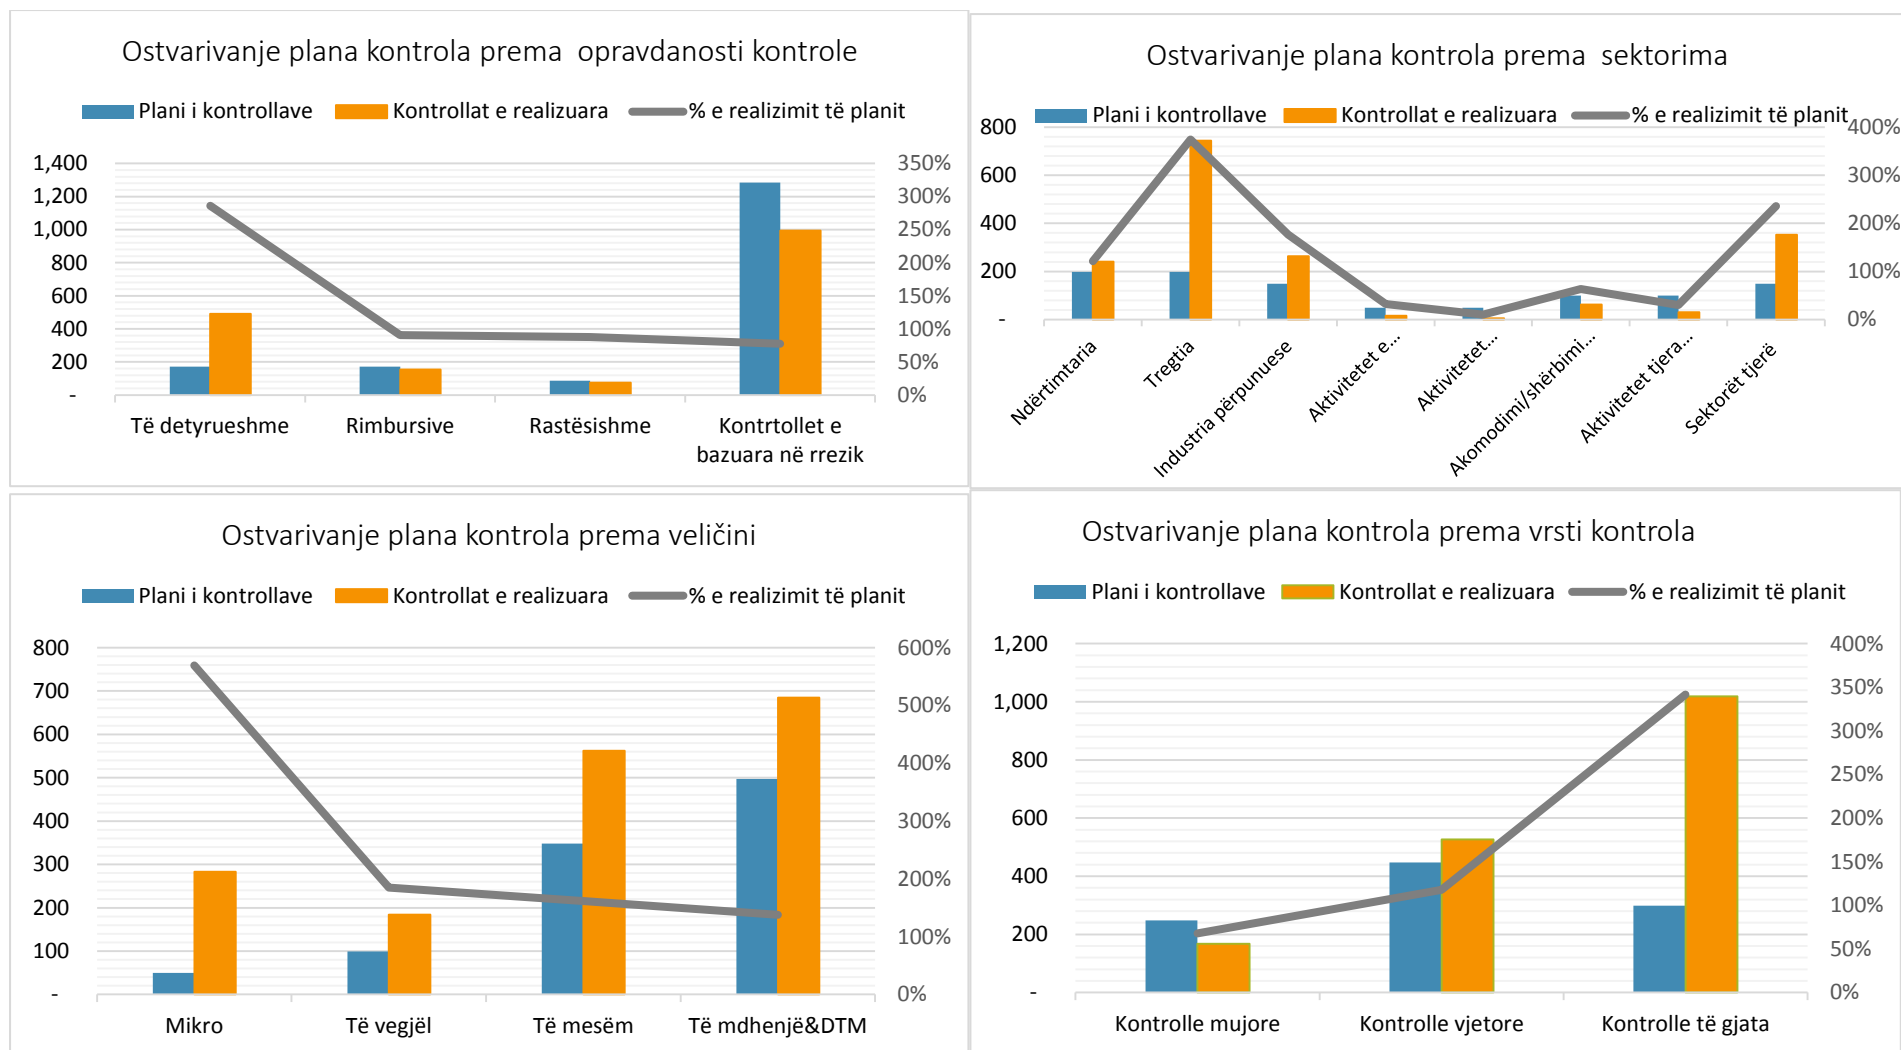 Ostvarivanje plana kontrola prema  opravdanosti kontrole
Plani i kontrollave Kontrollat e realizuara % e realizimit të planit
1,400 350%
1,200 300%
1,000 250%
800 200%
600 150%
400 100%
200 50%
- 0%
Të detyrueshme Rimbursive Rastësishme Kontrtollet e
bazuara në rrezik
Ostvarivanje plana kontrola prema  sektorima
Plani i kontrollave Kontrollat e realizuara % e realizimit të planit
800 400%
600 300%
400 200%
200 100%
- 0%
Ndërtimtaria
Tregtia
Industria përpunuese
Aktivitetet e...
Aktivitetet...
Akomodimi/shërbimi...
Aktivitetet tjera...
Sektorët tjerë
Ostvarivanje plana kontrola prema veličini
Plani i kontrollave Kontrollat e realizuara % e realizimit të planit
800 600%
700 500%
600 400%
500 300%
400 200%
300 100%
200 0%
100
-
Mikro Të vegjël Të mesëm Të mdhenjë&DTM
Ostvarivanje plana kontrola prema vrsti kontrola
Plani i kontrollave Kontrollat e realizuara % e realizimit të planit
1,200 400%
1,000 350%
800 300%
600 250%
400 200%
200 150%
- 100%
50%
0%
Kontrolle mujore Kontrolle vjetore Kontrolle të gjata